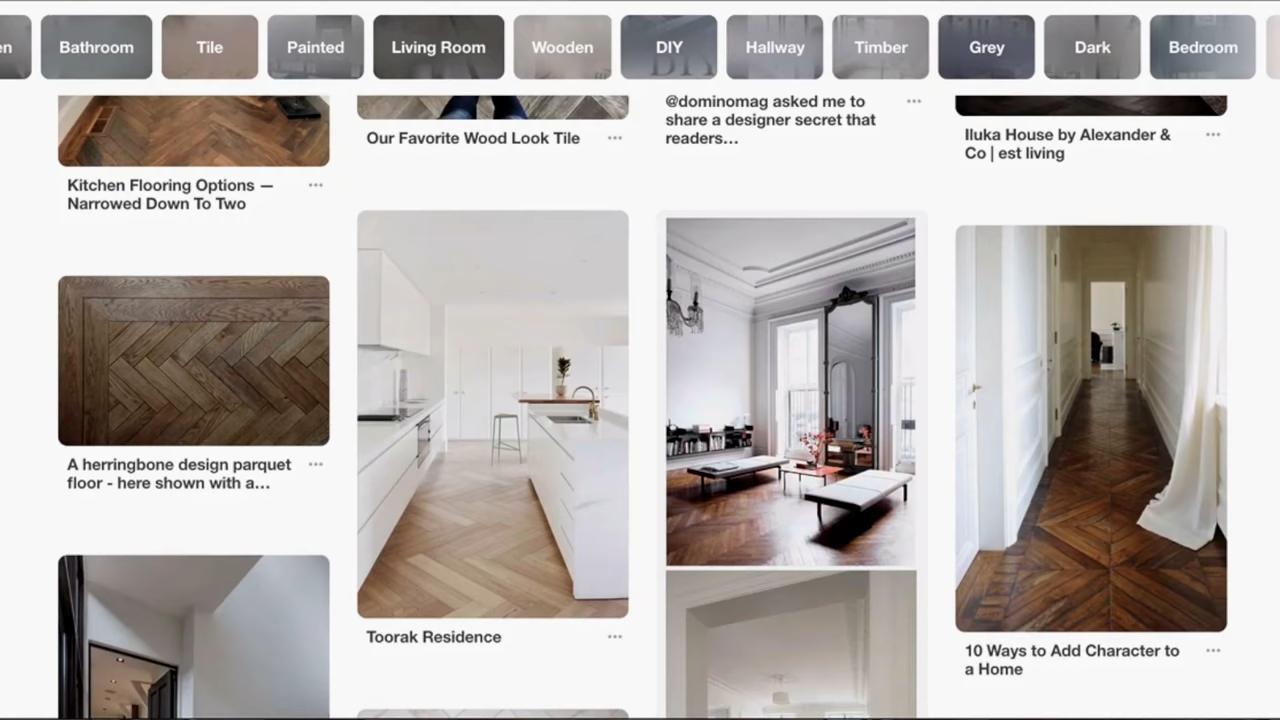 en
Bathroom
Tile
Painted
Living Room
Wooden
DIY
Hallway
Timber
Grey
Dark
Bedroom
Kitchen Flooring Options —
Narrowed Down To Two
Our Favorite Wood Look Tile
@dominomag asked me to
share a designer secret that
readers...
Iluka House by Alexander &
Co | est living
A herringbone design parquet
floor - here shown with a...
Toorak Residence
10 Ways to Add Character to
a Home